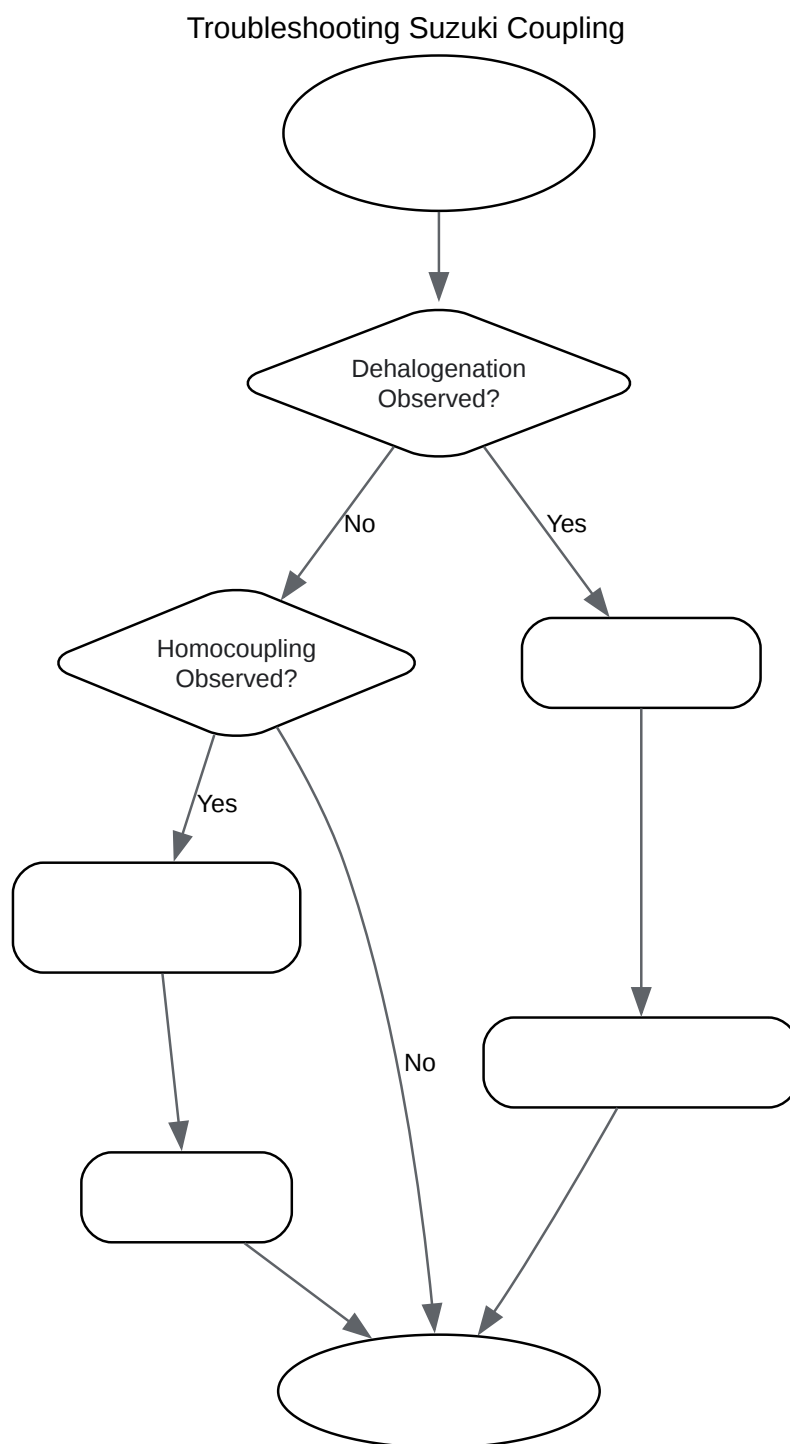 Troubleshooting Suzuki Coupling
Dehalogenation
Observed?
No
Yes
Homocoupling
Observed?
Yes
No